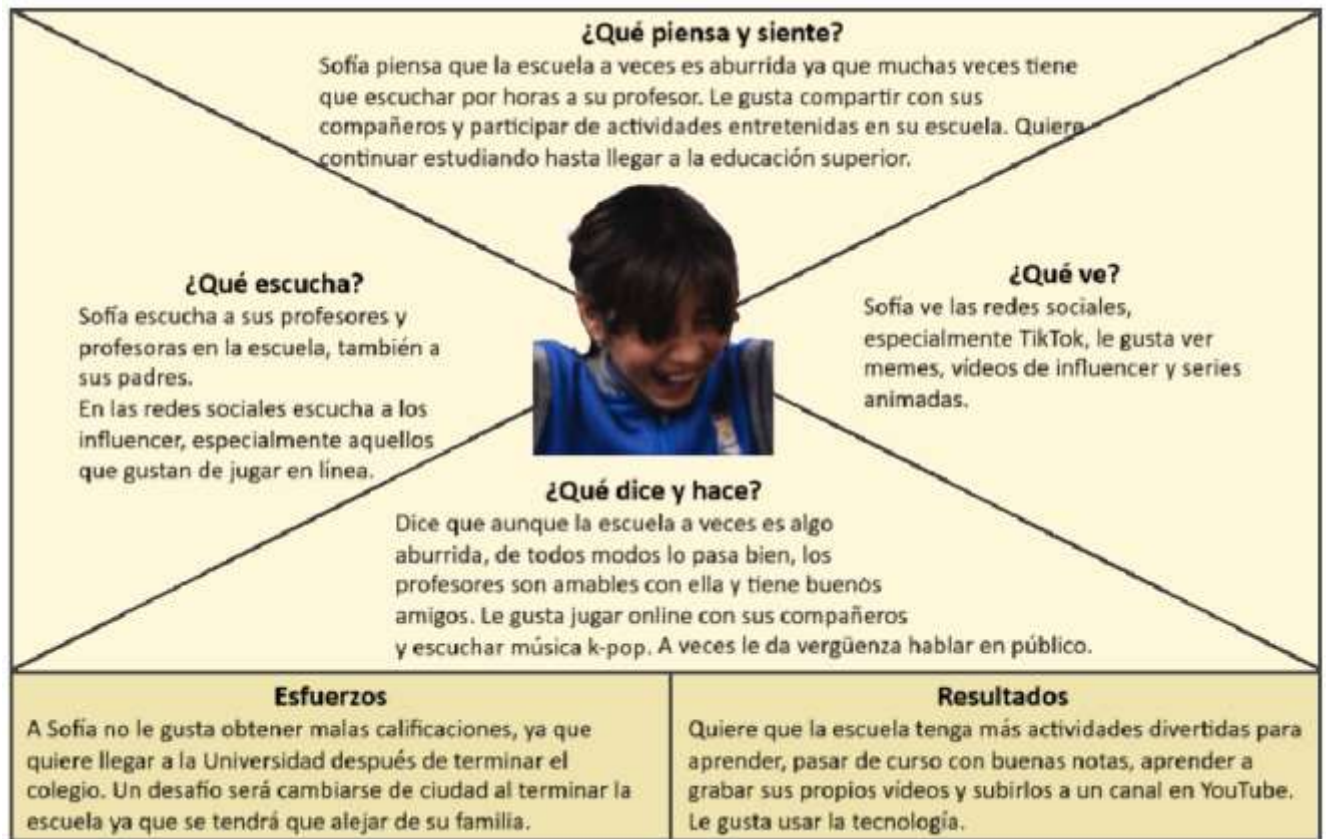 ¿Qué piensa y siente?
Sofía piensa que la escuela a veces es aburrida ya que muchas veces tiene
que escuchar por horas a su profesor. Le gusta compartir con sus
compañeros y participar de actividades entretenidas en su escuela. Quiere
continuar estudiando hasta llegar a la educación superior.
¿Qué escucha?
Sofía escucha a sus profesores y
profesoras en la escuela, también a
sus padres.
En las redes sociales escucha a los
influencer, especialmente aquellos
que gustan de jugar en línea.
¿Qué ve?
Sofía ve las redes sociales,
especialmente TikTok, le gusta ver
memes, vídeos de influencer y series
animadas.
¿Qué dice y hace?
Dice que aunque la escuela a veces es algo
aburrida, de todos modos lo pasa bien, los
profesores son amables con ella y tiene buenos
amigos. Le gusta jugar online con sus compañeros
y escuchar música k-pop. A veces le da vergüenza hablar en público.
Esfuerzos
A Sofía no le gusta obtener malas calificaciones, ya que
quiere llegar a la Universidad después de terminar el
colegio. Un desafío será cambiarse de ciudad al terminar la
escuela ya que se tendrá que alejar de su familia.
Resultados
Quiere que la escuela tenga más actividades divertidas para
aprender, pasar de curso con buenas notas, aprender a
grabar sus propios vídeos y subirlos a un canal en YouTube.
Le gusta usar la tecnología.